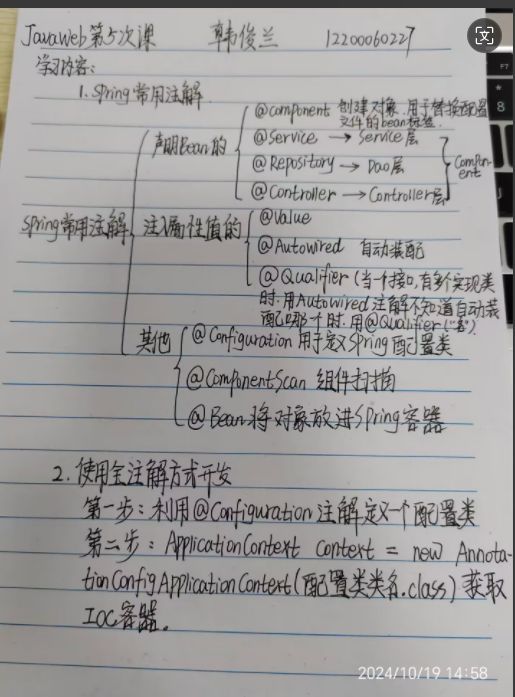 Javaweb第5次课 韩俊兰 1220060227
学习内容:
1. Spring常用注解
@component 创建对象.用于替换配置
文件的bean标签.
声明Bean的
@Service → Service层
@Repository → Dao层
Component
@Controller → Controller层
Spring常用注解
注入属性值的
@Value
@Autowired 自动装配
@Qualifier (当一个接口,有多个实现类
时.用Autowired注解不知道自动装
配哪个时.用@Qualifier("名")
其他
@Configuration 用于定义Spring配置类
@ComponentScan 组件扫描
@Bean 将对象放进Spring容器
2. 使用全注解方式开发
第一步:利用@Configuration注解定义一个配置类
第二步:ApplicationContext context = new Annota-
tionConfigApplicationContext(配置类类名.class) 获取
IOC容器.
F7
*
8
2024/10/19 14:58